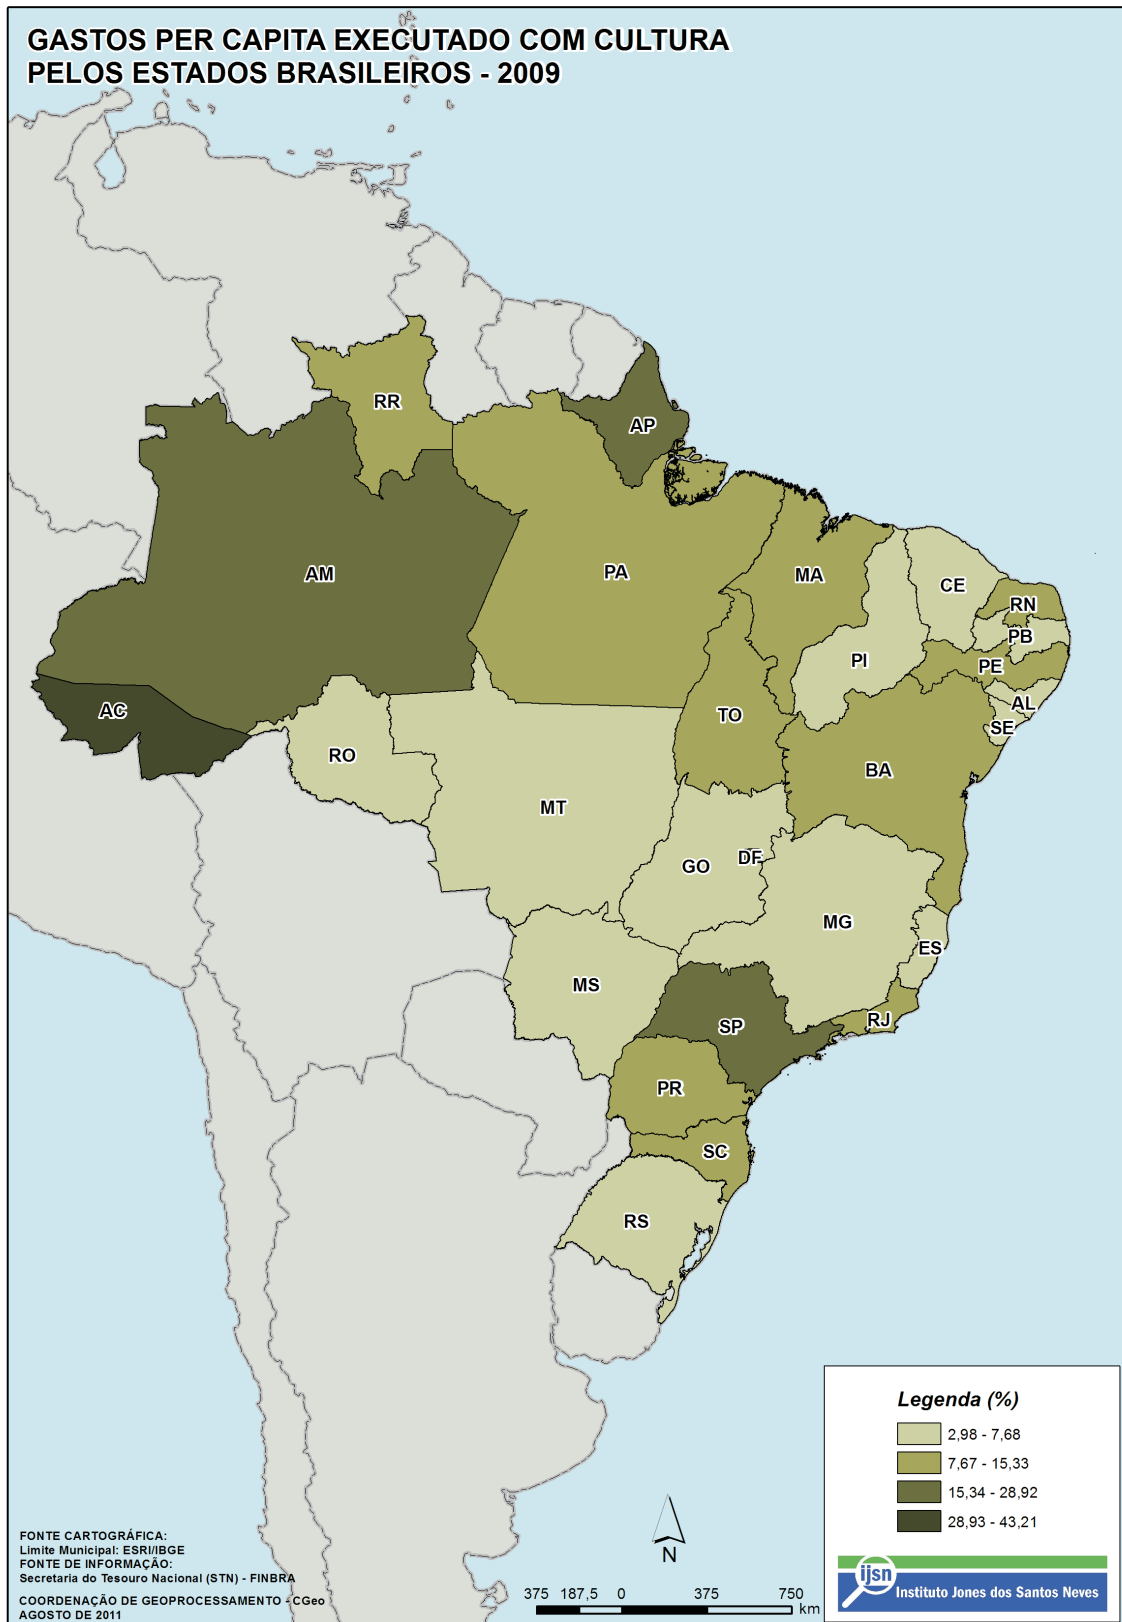 GASTOS PER CAPITA EXECUTADO COM CULTURA
PELOS ESTADOS BRASILEIROS - 2009
RR
AP
AM
PA
MA
CE
RN
PB
PI
PE
AC
AL
TO
SE
RO
BA
MT
DF
GO
MG
ES
MS
RJ
SP
PR
SC
RS
Legenda (%)
2,98 - 7,68
7,67 - 15,33
15,34 - 28,92
28,93 - 43,21
FONTE CARTOGRÁFICA:
Limite Municipal: ESRI/IBGE
FONTE DE INFORMAÇÃO:
Secretaria do Tesouro Nacional (STN) - FINBRA
COORDENAÇÃO DE GEOPROCESSAMENTO - CGeo
AGOSTO DE 2011
N
375 187,5 0 375 750
km
ijsn
Instituto Jones dos Santos Neves